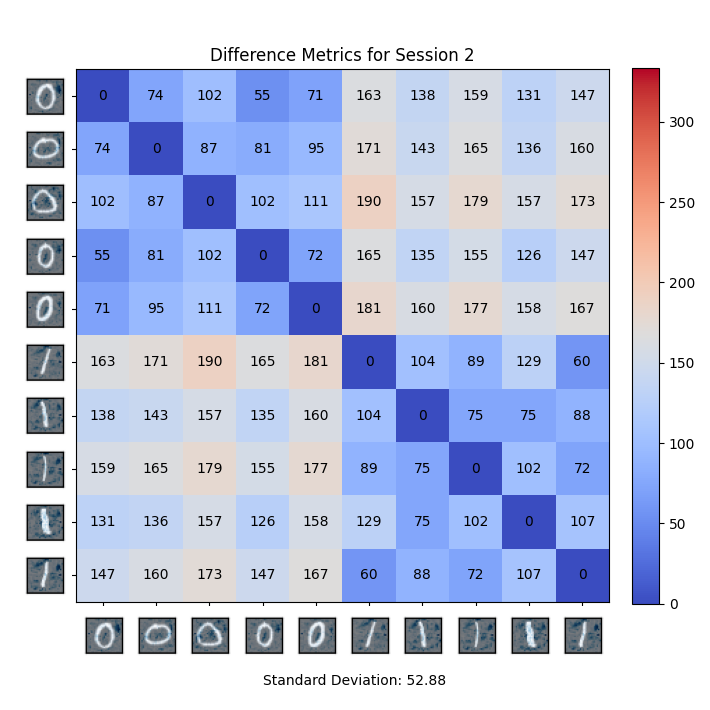 Difference Metrics for Session 2
0 74 102 55 71 163 138 159 131 147
74 0 87 81 95 171 143 165 136 160
102 87 0 102 111 190 157 179 157 173
55 81 102 0 72 165 135 155 126 147
71 95 111 72 0 181 160 177 158 167
163 171 190 165 181 0 104 89 129 60
138 143 157 135 160 104 0 75 75 88
159 165 179 155 177 89 75 0 102 72
131 136 157 126 158 129 75 102 0 107
147 160 173 147 167 60 88 72 107 0
300
250
200
150
100
50
0
Standard Deviation: 52.88